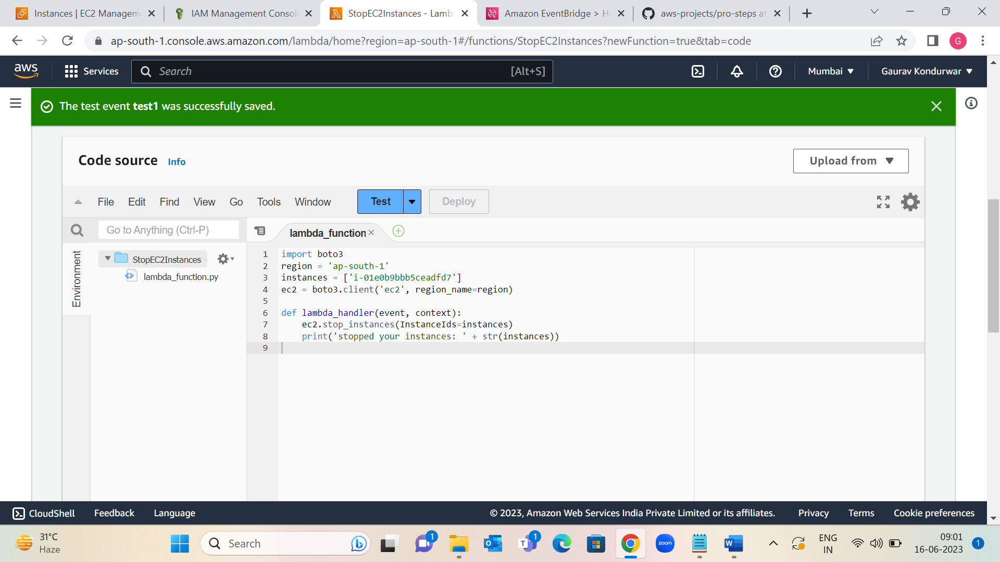 Instances | EC2 Managem
IAM Management Consol
StopEC2Instances - Lamb
Amazon EventBridge > H
aws-projects/pro-steps at
ap-south-1.console.aws.amazon.com/lambda/home?region=ap-south-1#/functions/StopEC2Instances?newFunction=true&tab=code
G
aws
Services
Search
[Alt+S]
Mumbai
Gaurav Kondurwar
The test event test1 was successfully saved.
Code source Info
Upload from
File Edit Find View Go Tools Window
Test
Deploy
Go to Anything (Ctrl-P)
lambda_function
Environment
StopEC2Instances -
lambda_function.py
1 import boto3
2 region = 'ap-south-1'
3 instances = ['i-01e0b9bbb5ceadfd7']
4 ec2 = boto3.client('ec2', region_name=region)
5
6 def lambda_handler(event, context):
7 ec2.stop_instances(InstanceIds=instances)
8 print('stopped your instances: ' + str(instances))
9
CloudShell Feedback Language
© 2023, Amazon Web Services India Private Limited or its affiliates. Privacy Terms Cookie preferences
31°C
Haze
Search
1
1
zoom
ENG
IN
09:01
16-06-2023
1